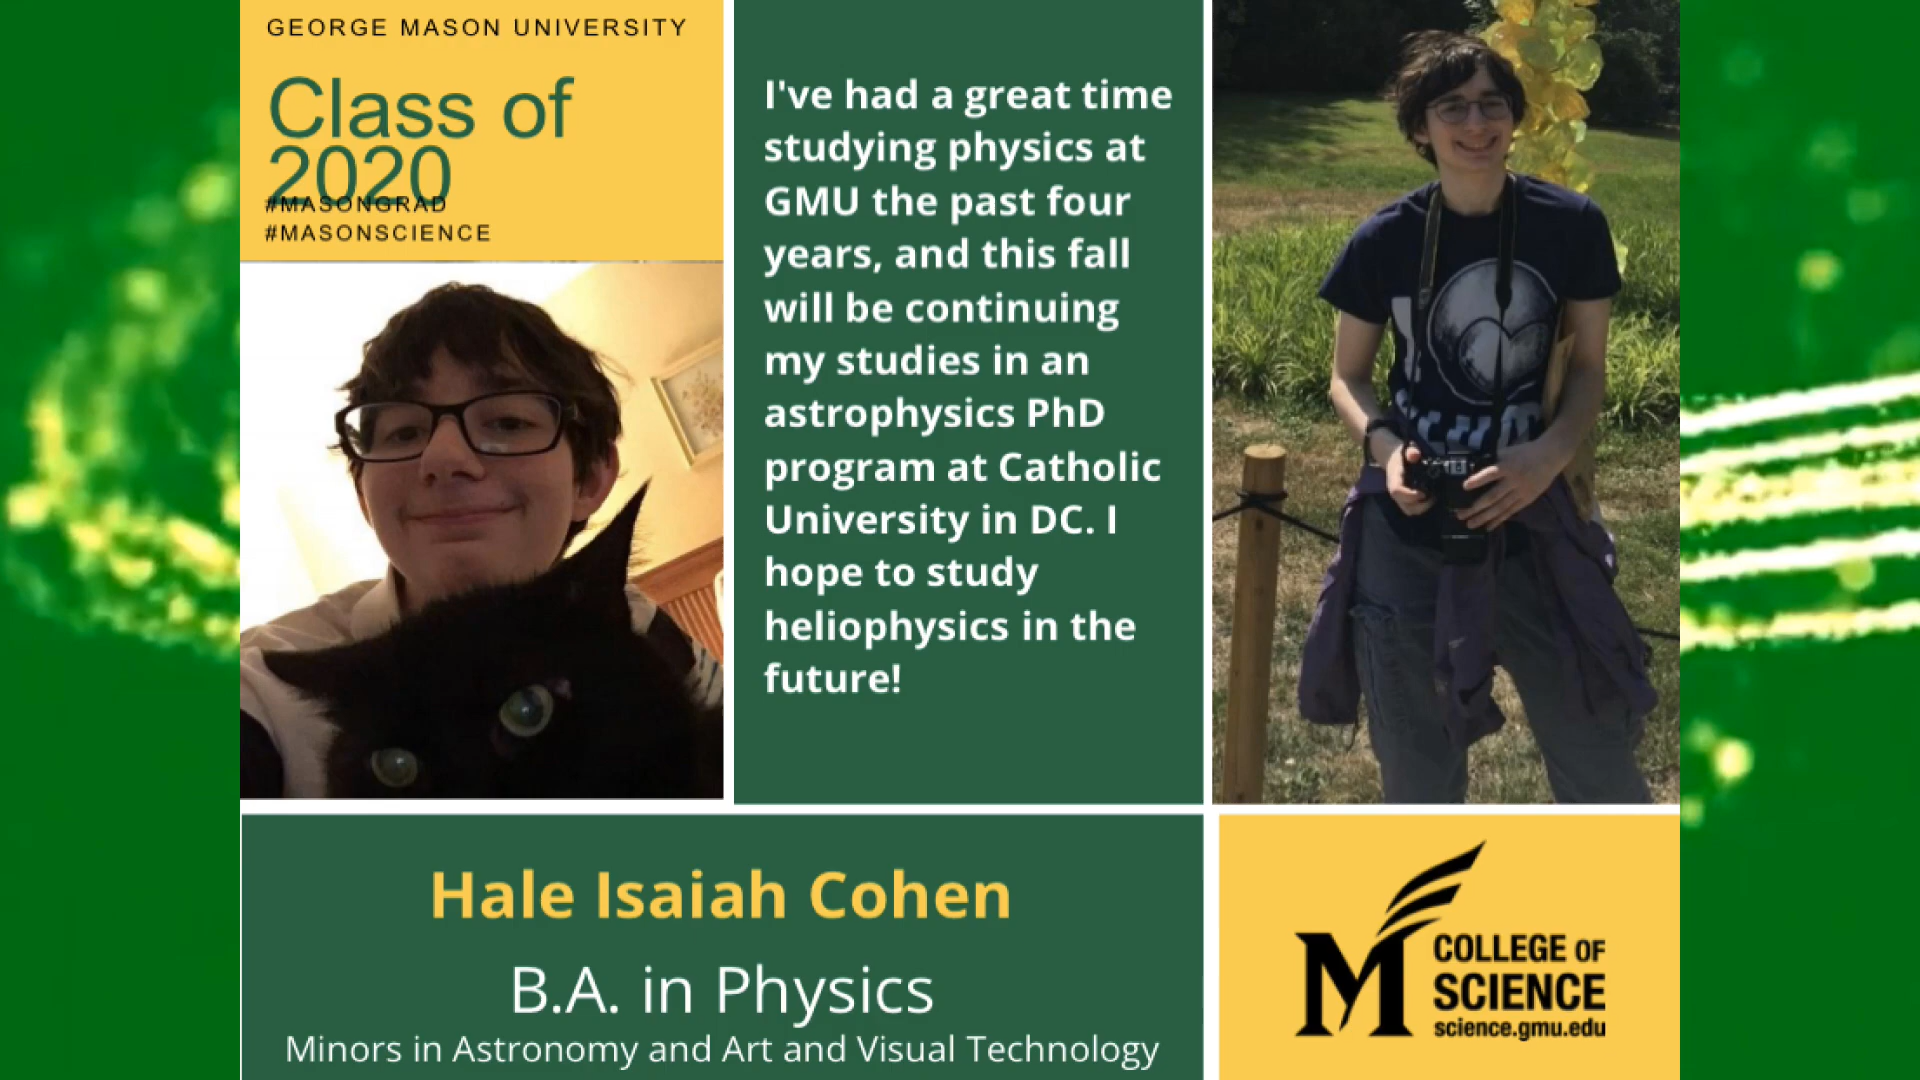 GEORGE MASON UNIVERSITY
Class of
2020
#MASONGRAD
#MASONSCIENCE
I've had a great time
studying physics at
GMU the past four
years, and this fall
will be continuing
my studies in an
astrophysics PhD
program at Catholic
University in DC. I
hope to study
heliophysics in the
future!
Hale Isaiah Cohen
B.A. in Physics
Minors in Astronomy and Art and Visual Technology
M
COLLEGE OF
SCIENCE
science.gmu.edu